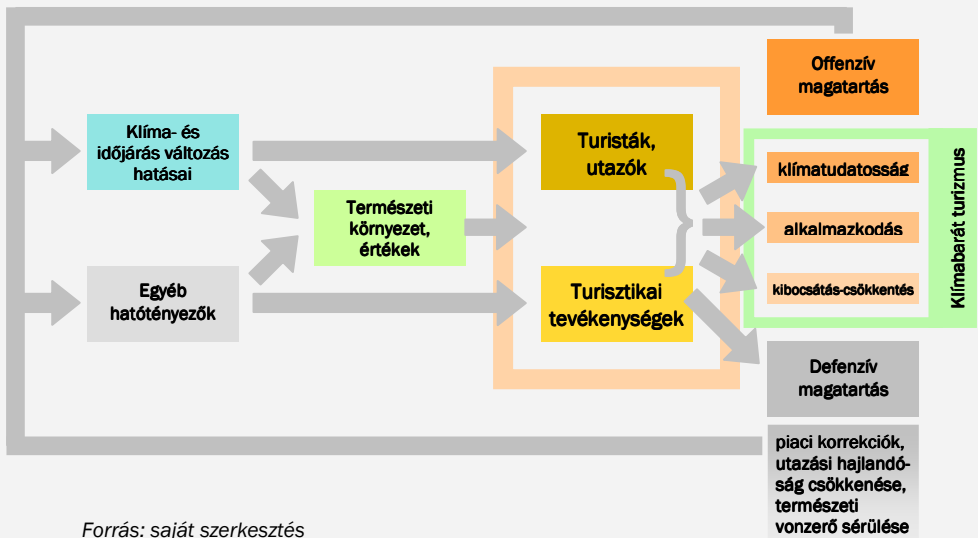 Offenzív
magatartás
Klíma- és
időjárás változás
hatásai
Turisták,
utazók
klímatudatosság
Természeti
környezet,
értékek
alkalmazkodás
Egyéb
hatótényezők
Turisztikai
tevékenységek
kibocsátás-csökkentés
Klímabarát turizmus
Defenzív
magatartás
piaci korrekciók,
utazási hajlandó-
ság csökkenése,
természeti
vonzerő sérülése
Forrás: saját szerkesztés